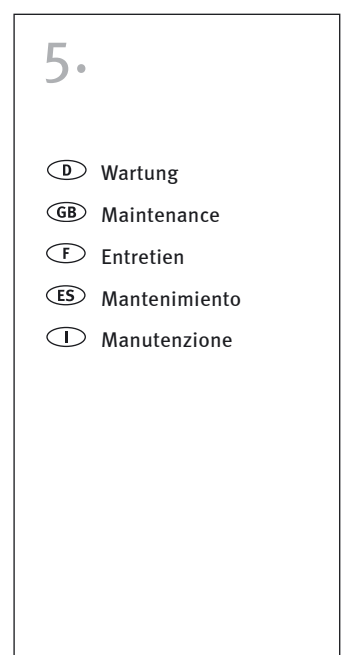 5.
D Wartung
GB Maintenance
F Entretien
ES Mantenimiento
I Manutenzione